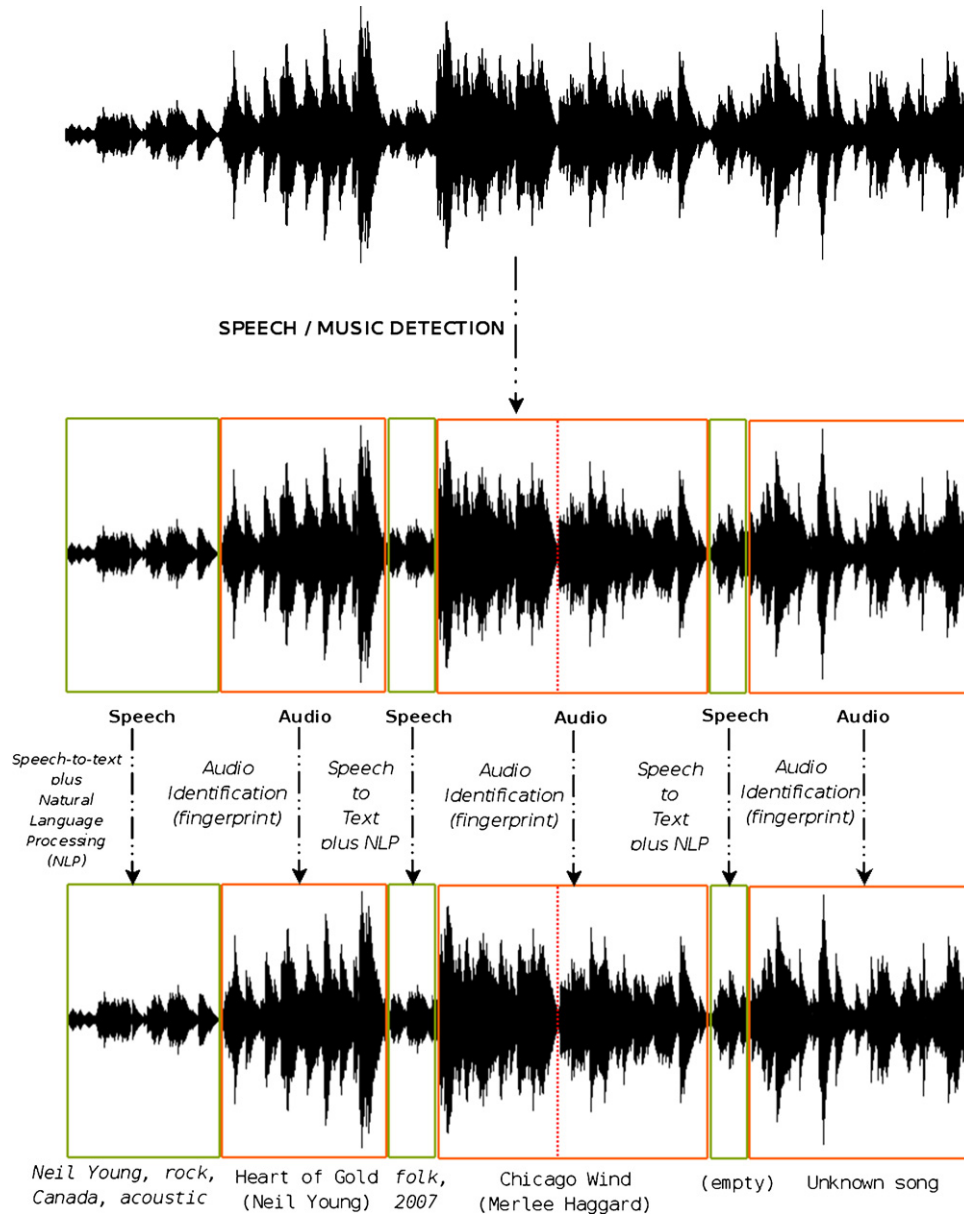 SPEECH / MUSIC DETECTION
Speech
Audio
Speech
Audio
Speech
Audio
Speech-to-text
plus
Natural
Language
Processing
(NLP)
Audio
Identification
(fingerprint)
Speech
to
Text
plus NLP
Audio
Identification
(fingerprint)
Speech
to
Text
plus NLP
Audio
Identification
(fingerprint)
Neil Young, rock,
Canada, acoustic
Heart of Gold
(Neil Young)
folk,
2007
Chicago Wind
(Merlee Haggard)
(empty)
Unknown song